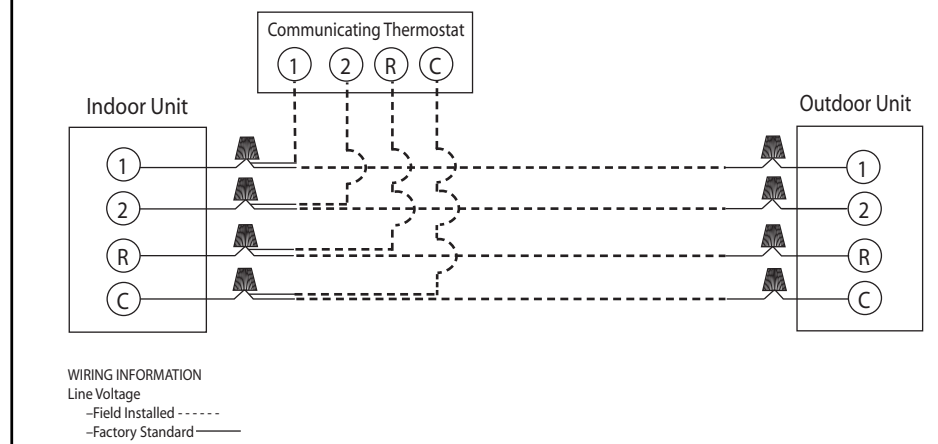 Communicating Thermostat
1 2 R C
Indoor Unit
Outdoor Unit
1 1
2 2
R R
C C
WIRING INFORMATION
Line Voltage
–Field Installed
–Factory Standard